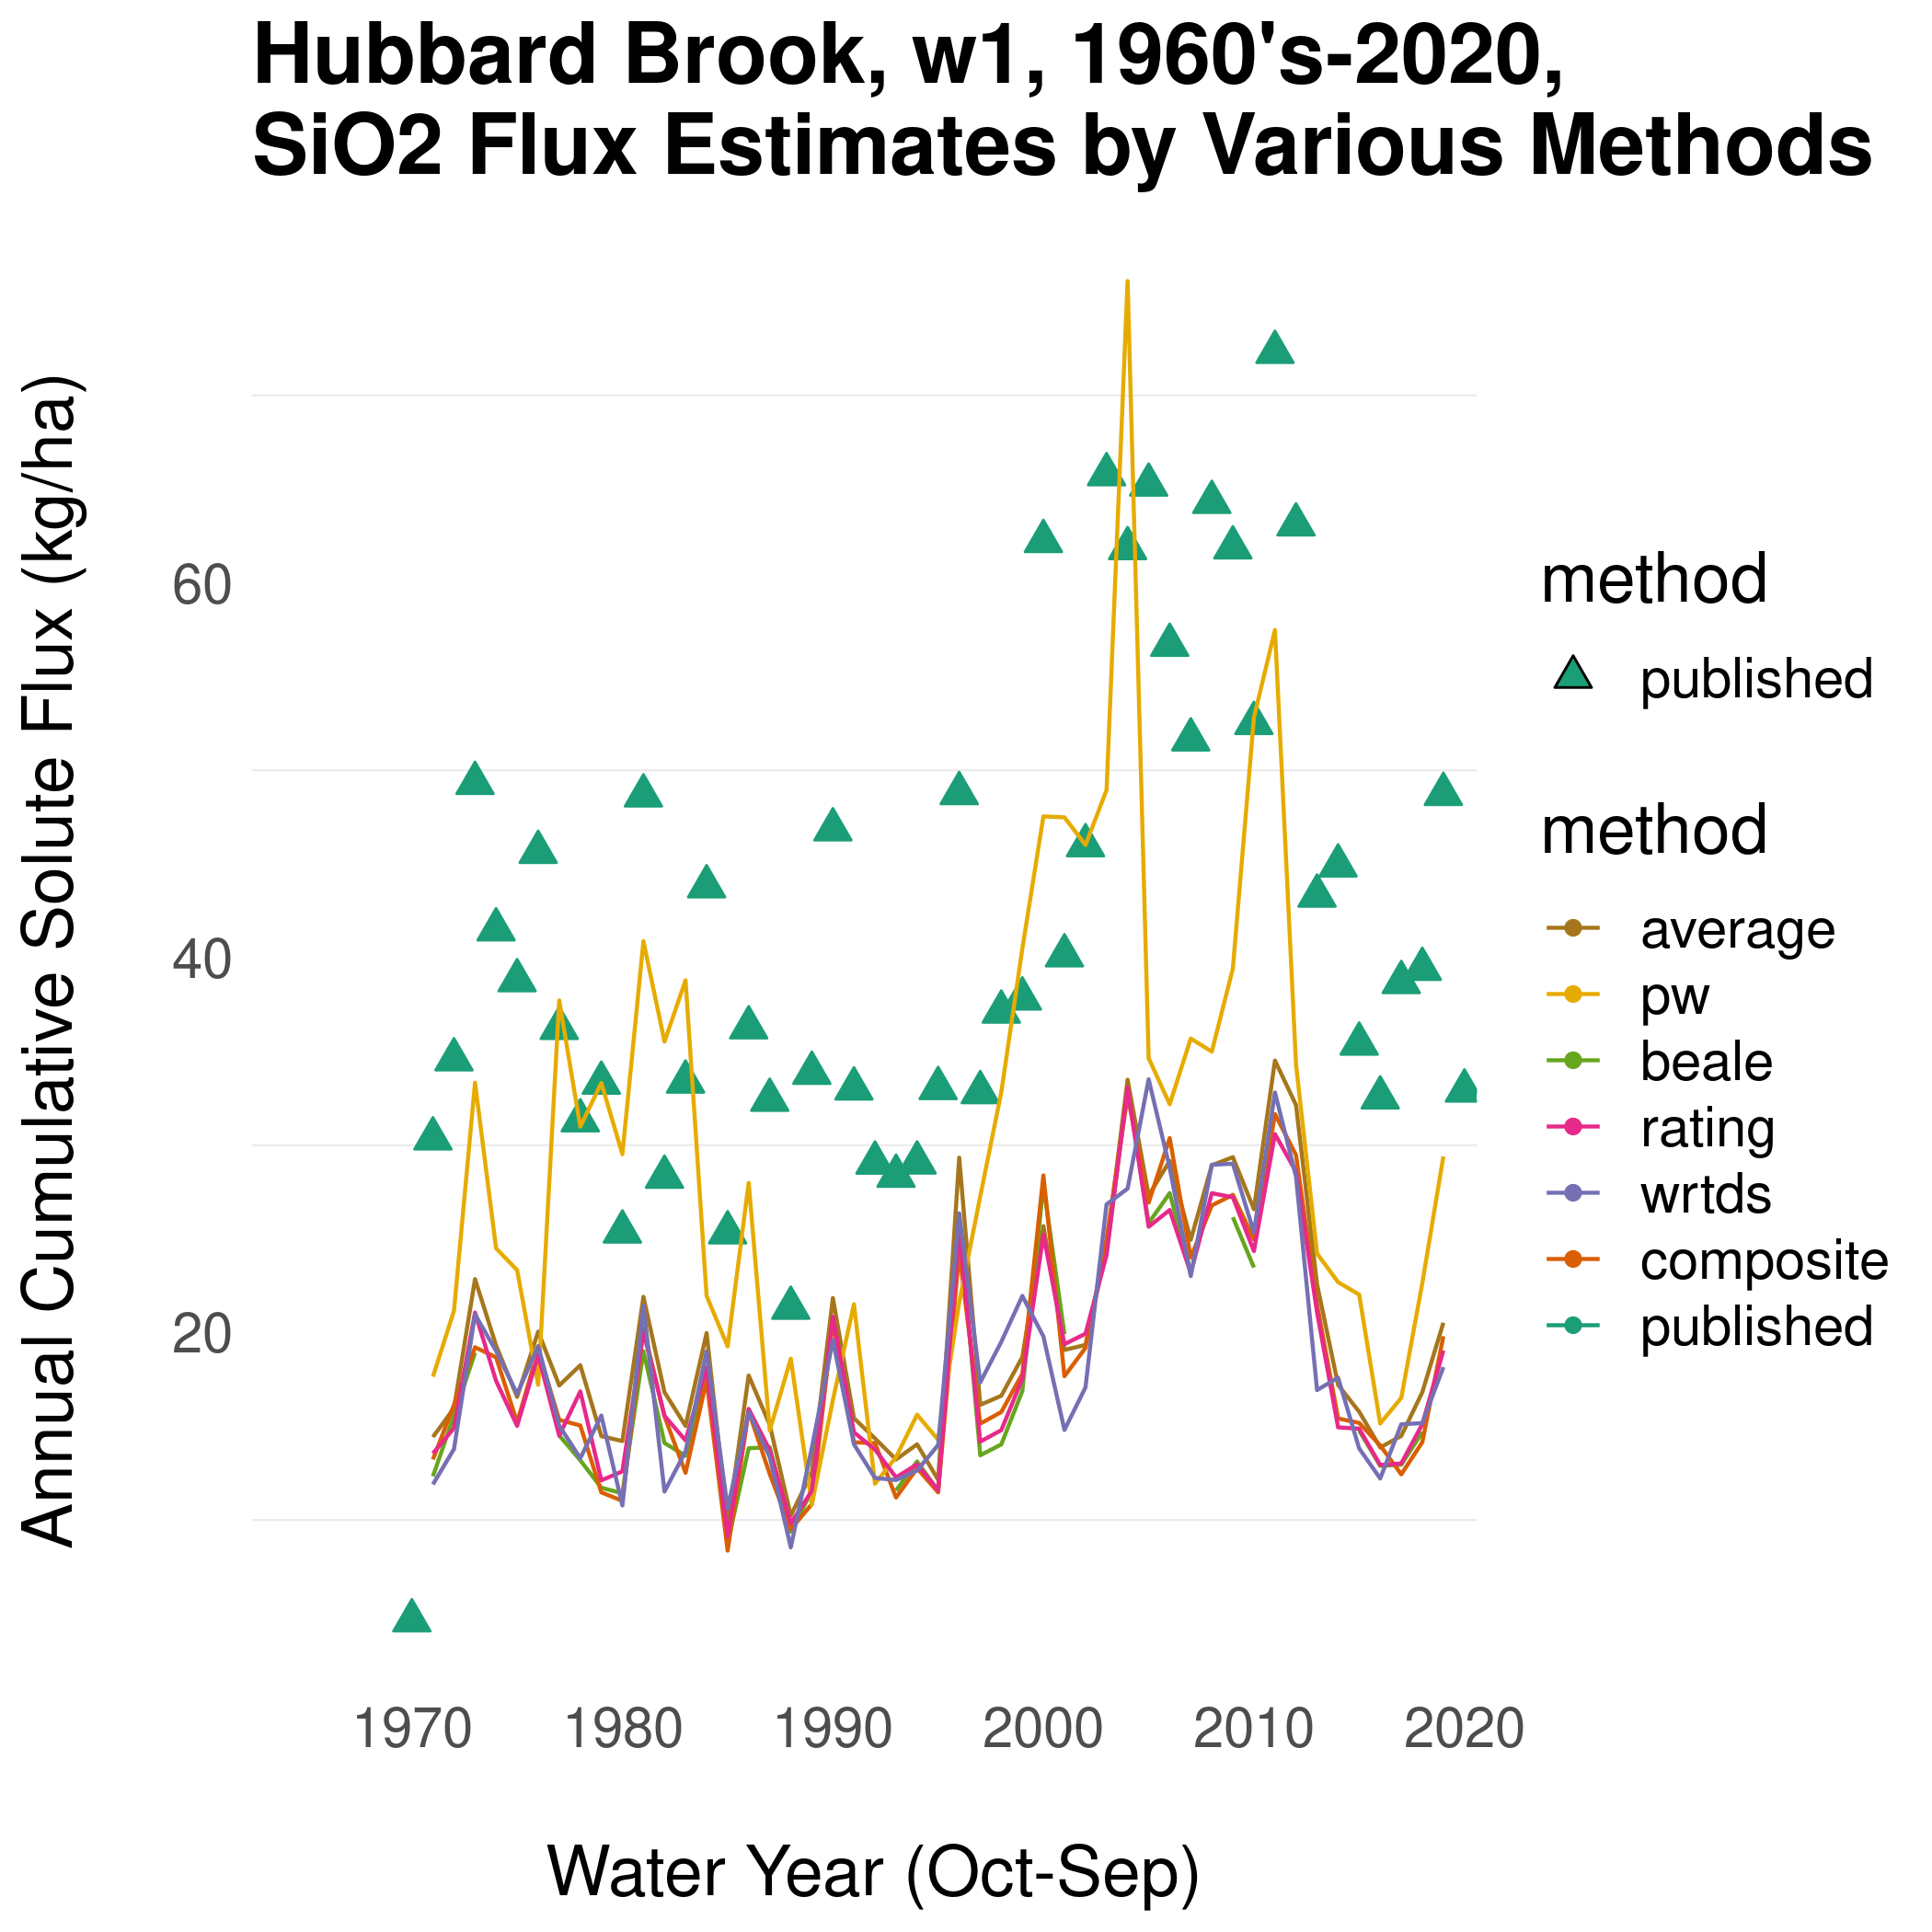 Hubbard Brook, w1, 1960's-2020,
SiO2 Flux Estimates by Various Methods
Annual Cumulative Solute Flux (kg/ha)
60
40
20
1970 1980 1990 2000 2010 2020
Water Year (Oct-Sep)
method
published
method
average
pw
beale
rating
wrtds
composite
published